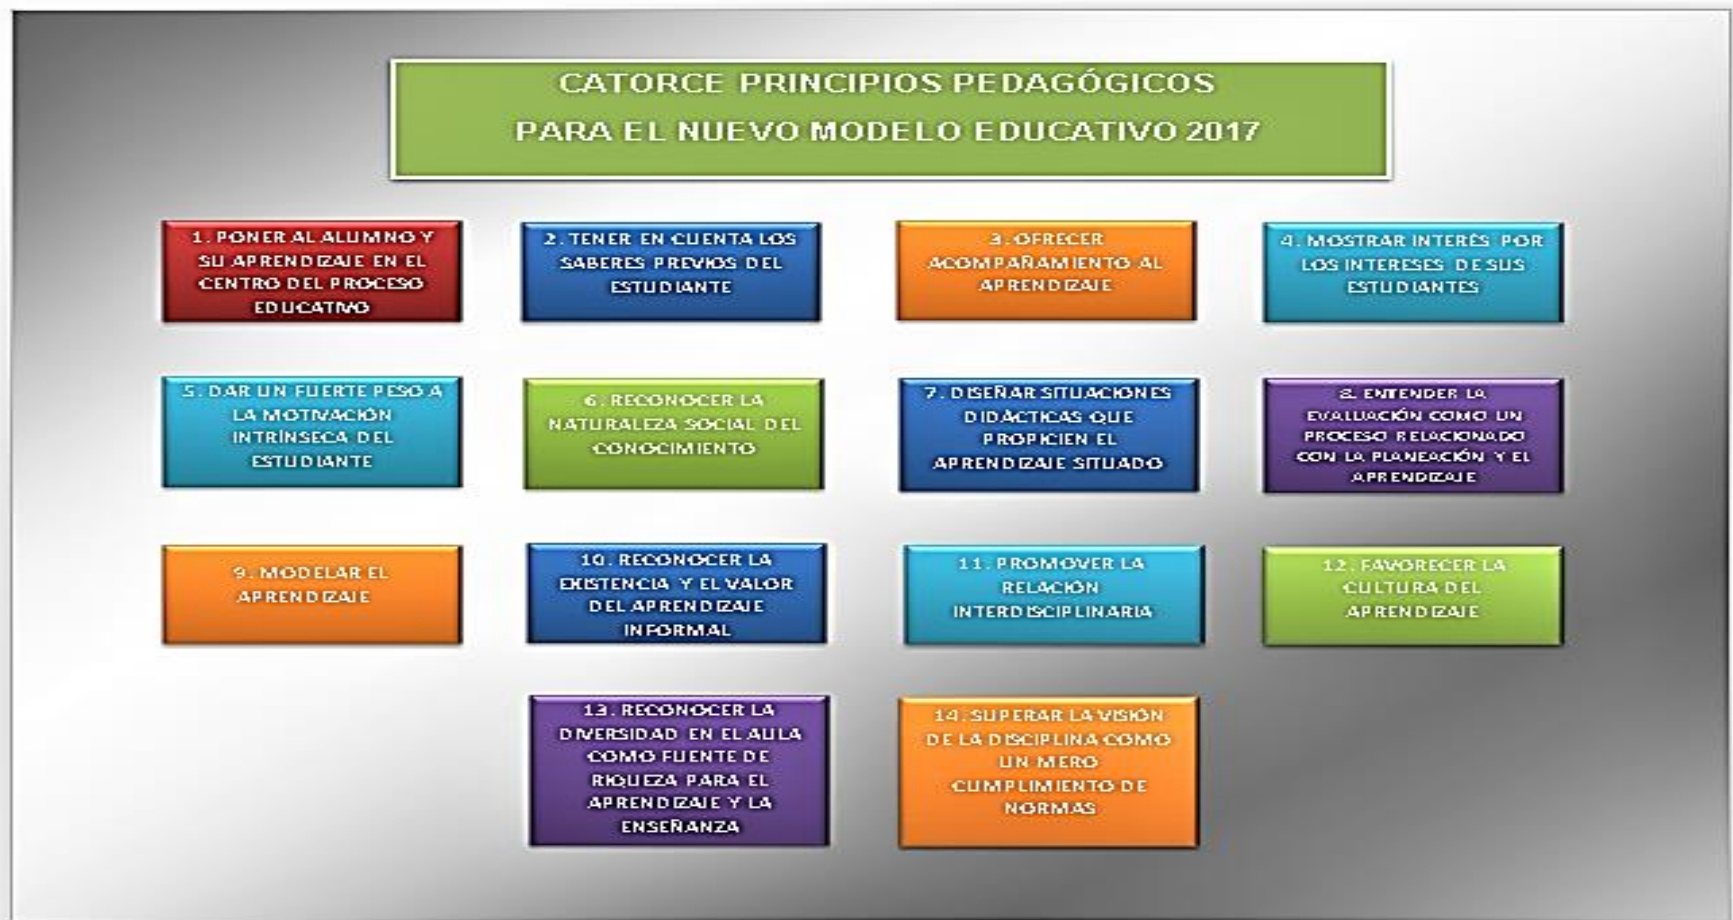 CATORCE PRINCIPIOS PEDAGÓGICOS
PARA EL NUEVO MODELO EDUCATIVO 2017
1. PONER AL ALUMNO Y
SU APRENDIZAJE EN EL
CENTRO DEL PROCESO
EDUCATIVO
2. TENER EN CUENTA LOS
SABERES PREVIOS DEL
ESTUDIANTE
3. OFRECER
ACOMPAÑAMIENTO AL
APRENDIZAJE
4. MOSTRAR INTERÉS POR
LOS INTERESES DE SUS
ESTUDIANTES
5. DAR UN FUERTE PESO A
LA MOTIVACIÓN
INTRÍNSECA DEL
ESTUDIANTE
6. RECONOCER LA
NATURALEZA SOCIAL DEL
CONOCIMIENTO
7. DISEÑAR SITUACIONES
DIDÁCTICAS QUE
PROPICIEN EL
APRENDIZAJE SITUADO
8. ENTENDER LA
EVALUACIÓN COMO UN
PROCESO RELACIONADO
CON LA PLANEACIÓN Y EL
APRENDIZAJE
9. MODELAR EL
APRENDIZAJE
10. RECONOCER LA
EXISTENCIA Y EL VALOR
DEL APRENDIZAJE
INFORMAL
11. PROMOVER LA
RELACIÓN
INTERDISCIPLINARIA
12. FAVORECER LA
CULTURA DEL
APRENDIZAJE
13. RECONOCER LA
DIVERSIDAD EN EL AULA
COMO FUENTE DE
RIQUEZA PARA EL
APRENDIZAJE Y LA
ENSEÑANZA
14. SUPERAR LA VISIÓN
DE LA DISCIPLINA COMO
UN MERO
CUMPLIMIENTO DE
NORMAS